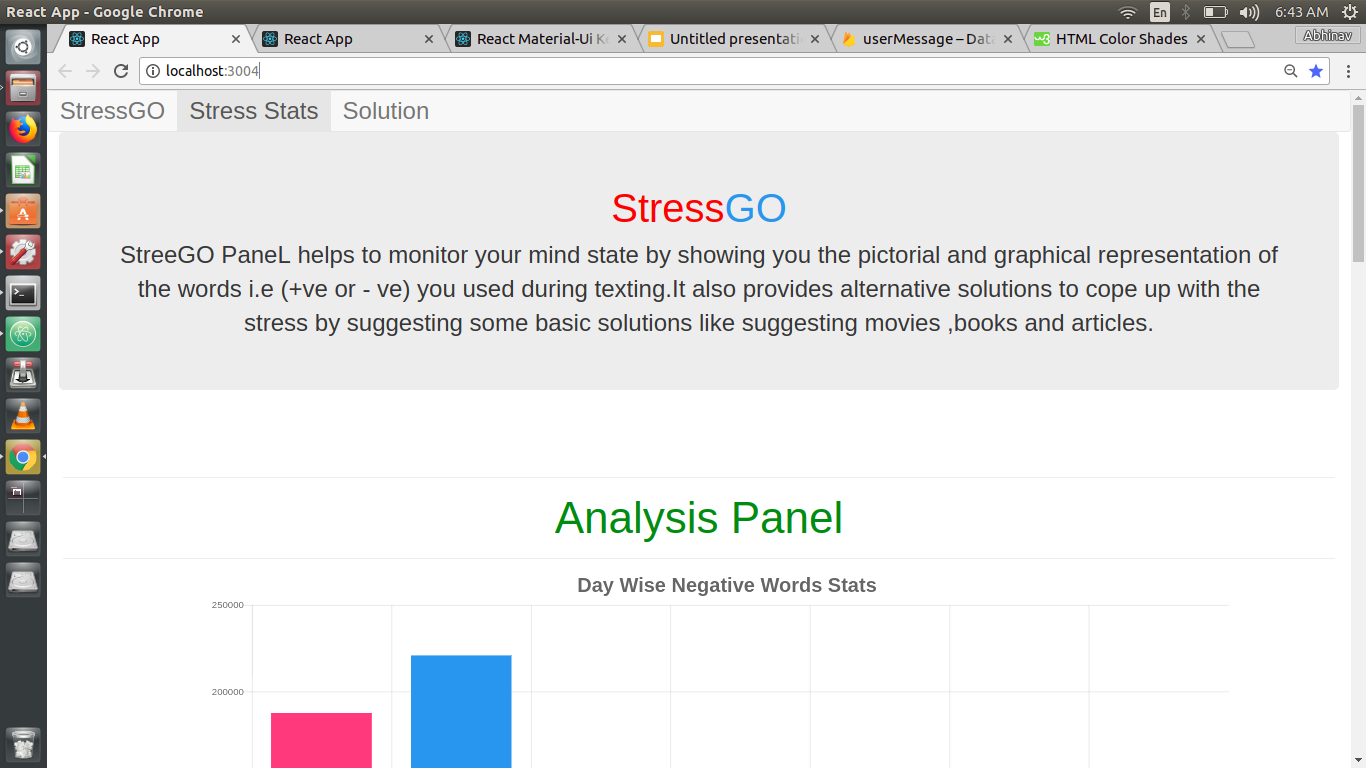 React App - Google Chrome
En
6:43 AM
React App
React App
React Material-Ui Ke
Untitled presentati
userMessage – Data
HTML Color Shades
Abhinav
localhost:3004
StressGO
Stress Stats
Solution
StressGO
StreeGO PaneL helps to monitor your mind state by showing you the pictorial and graphical representation of
the words i.e (+ve or - ve) you used during texting.It also provides alternative solutions to cope up with the
stress by suggesting some basic solutions like suggesting movies ,books and articles.
Analysis Panel
Day Wise Negative Words Stats
250000
200000